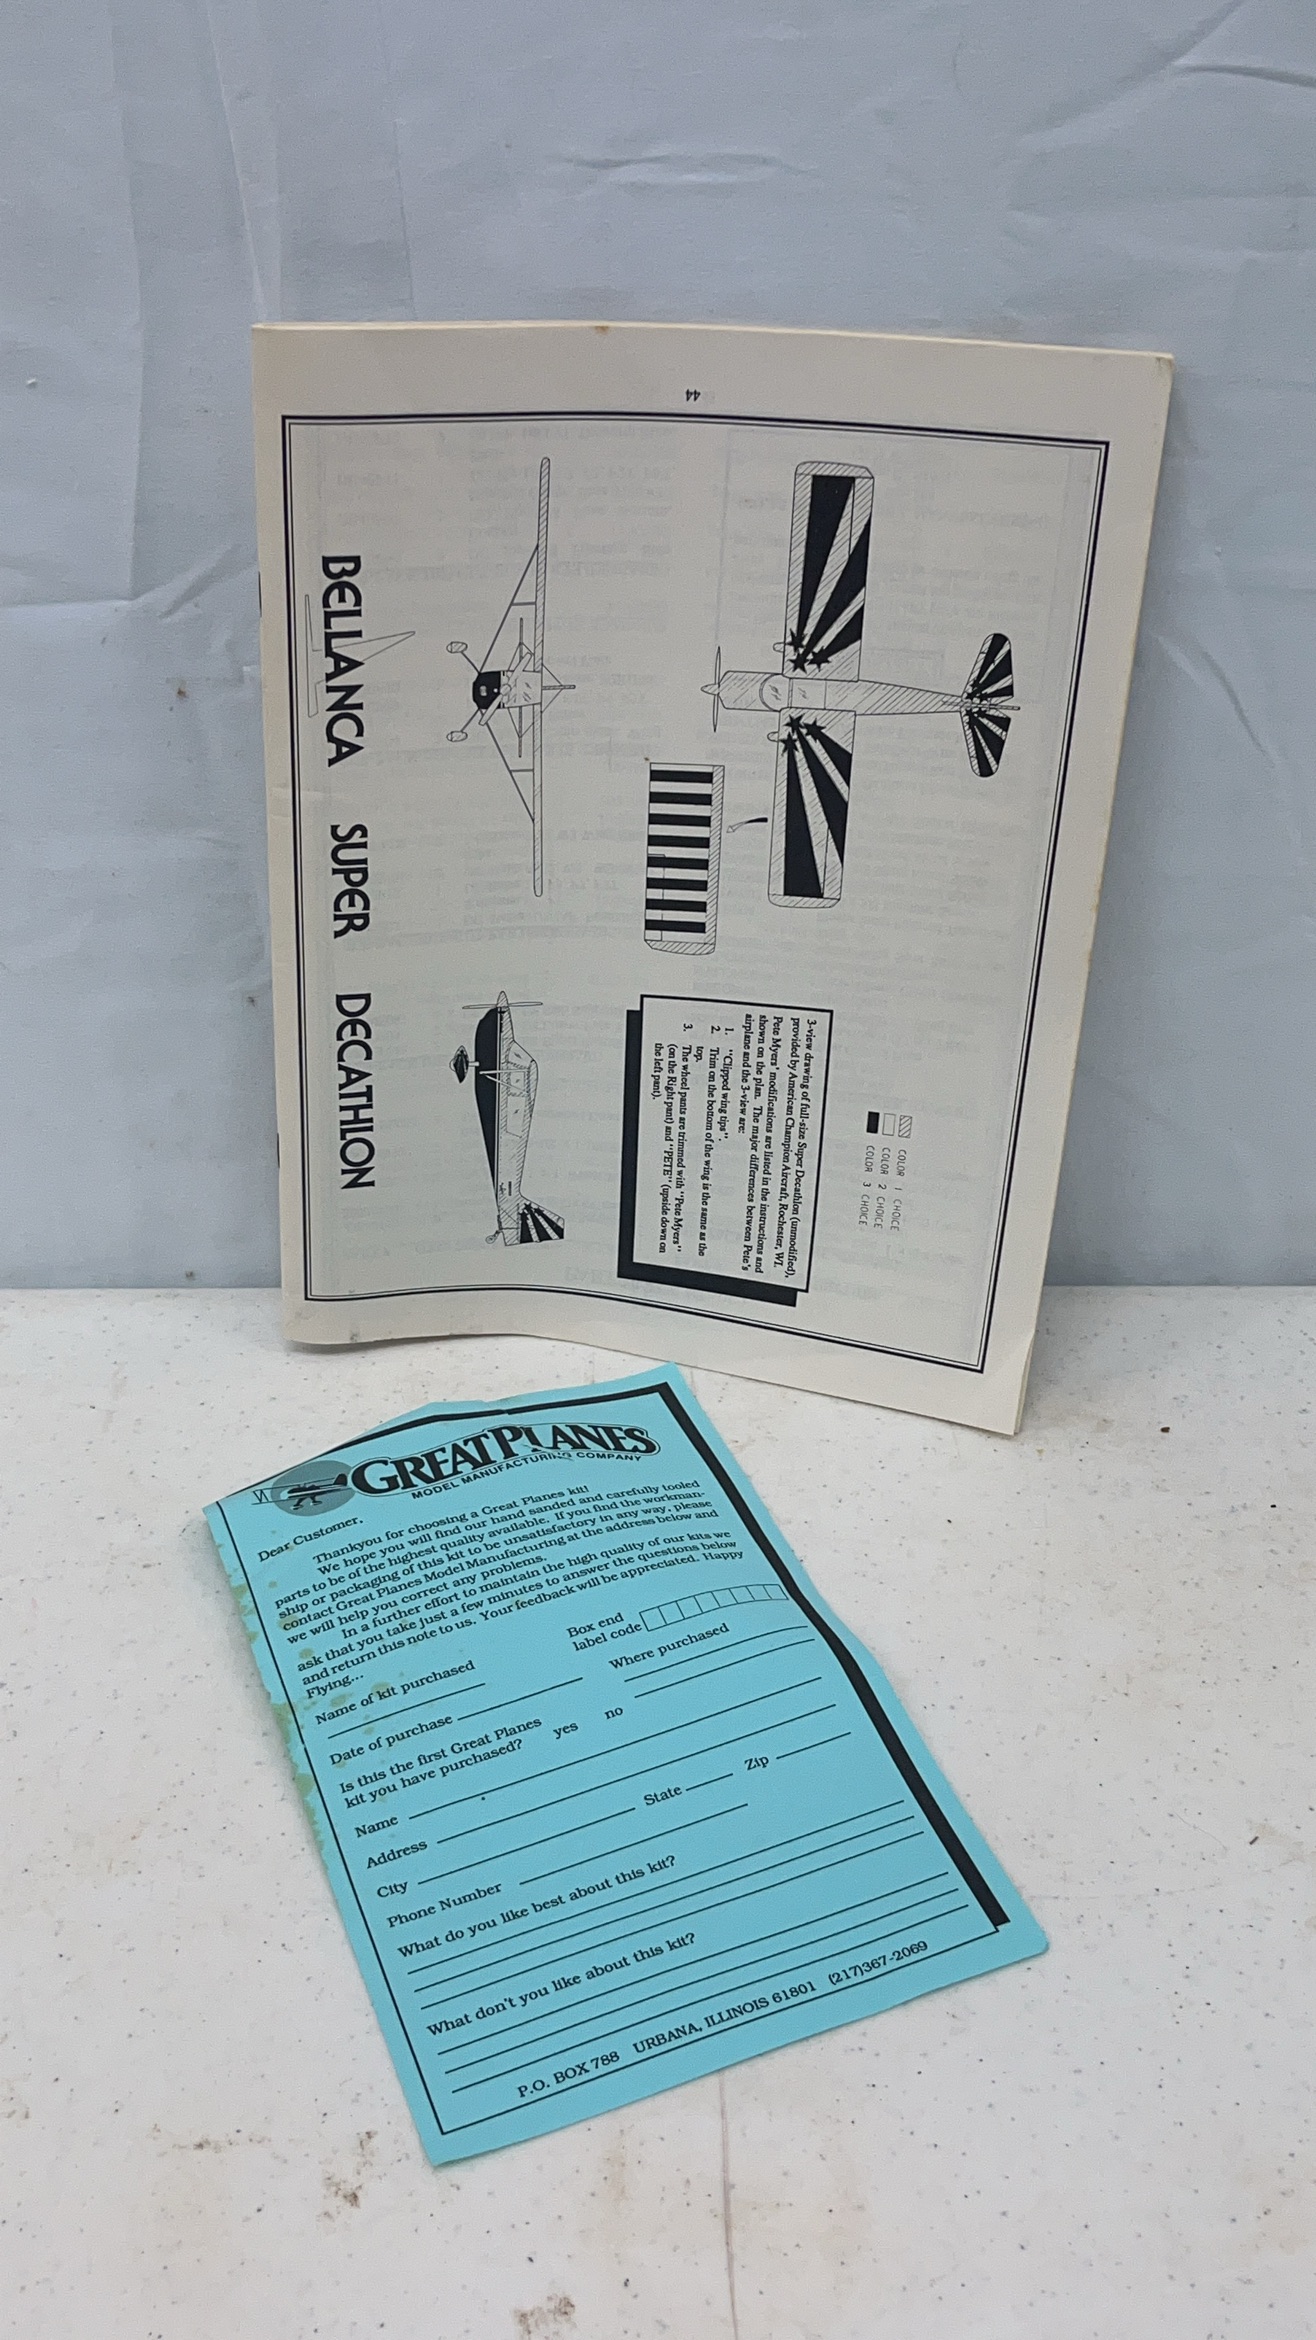 44
COLOR 1 CHOICE
COLOR 2 CHOICE
COLOR 3 CHOICE
3-view drawing of full-size Super Decathlon (unmodified),
provided by American Champion Aircraft, Rochester, WI.
Pete Myers' modifications are listed in the instructions and
shown on the plan. The major differences between Pete's
airplane and the 3-view are:
1. "Clipped wing tips".
2. Trim on the bottom of the wing is the same as the
top.
3. The wheel pants are trimmed with "Pete Myers"
(on the Right pant) and "PETE" (upside down on
the left pant).
BELLANCA SUPER DECATHLON
GREAT PLANES
MODEL MANUFACTURING COMPANY
Dear Customer,
Thankyou for choosing a Great Planes kit!
We hope you will find our hand sanded and carefully tooled
parts to be of the highest quality available. If you find the workman-
ship or packaging of this kit to be unsatisfactory in any way, please
contact Great Planes Model Manufacturing at the address below and
we will help you correct any problems.
In a further effort to maintain the high quality of our kits we
ask that you take just a few minutes to answer the questions below
and return this note to us. Your feedback will be appreciated. Happy
Flying...
Box end
label code
Name of kit purchased
Where purchased
Date of purchase
Is this the first Great Planes
kit you have purchased? yes no
Name
Address
City State Zip
Phone Number
What do you like best about this kit?
What don't you like about this kit?
P.O. BOX 788 URBANA, ILLINOIS 61801 (217)367-2069